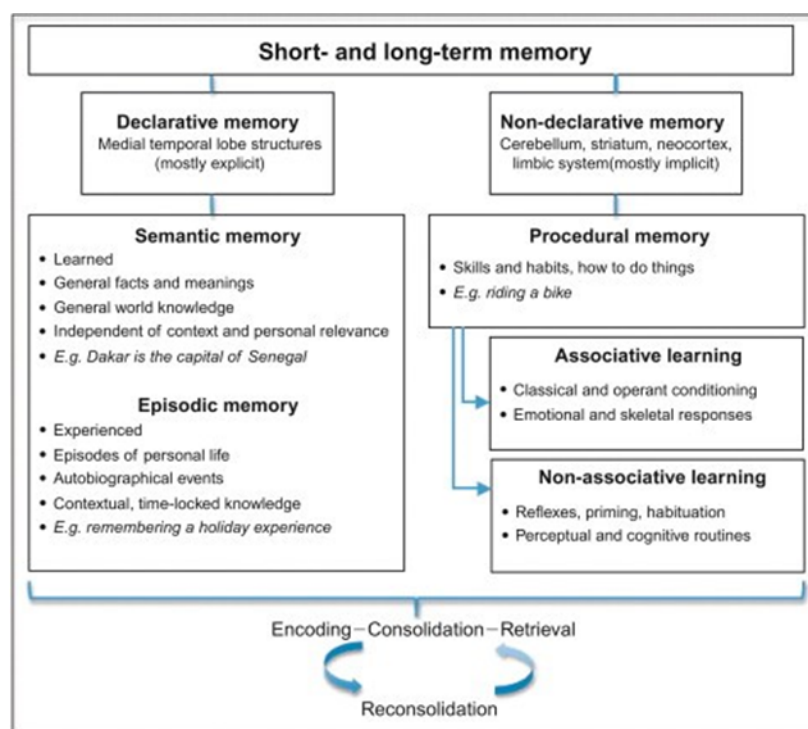 Short- and long-term memory
Declarative memory
Medial temporal lobe structures
(mostly explicit)
Non-declarative memory
Cerebellum, striatum, neocortex,
limbic system(mostly implicit)
Semantic memory
• Learned
• General facts and meanings
• General world knowledge
• Independent of context and personal relevance
• E.g. Dakar is the capital of Senegal
Episodic memory
• Experienced
• Episodes of personal life
• Autobiographical events
• Contextual, time-locked knowledge
• E.g. remembering a holiday experience
Procedural memory
• Skills and habits, how to do things
• E.g. riding a bike
Associative learning
• Classical and operant conditioning
• Emotional and skeletal responses
Non-associative learning
• Reflexes, priming, habituation
• Perceptual and cognitive routines
Encoding–Consolidation–Retrieval
Reconsolidation